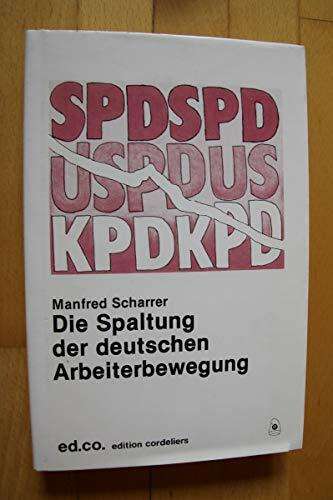 SPDSPD
USPDUS
KPDKPD
Manfred Scharrer
Die Spaltung
der deutschen
Arbeiterbewegung
ed.co. edition cordeliers